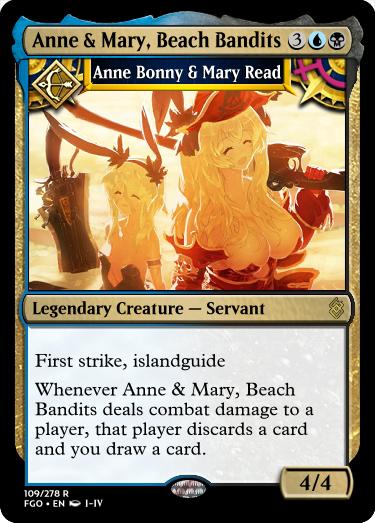 Anne & Mary, Beach Bandits 3
Anne Bonny & Mary Read
Legendary Creature — Servant
First strike, islandguide
Whenever Anne & Mary, Beach
Bandits deals combat damage to a
player, that player discards a card
and you draw a card.
4/4
109/278 R
FGO • EN I-IV